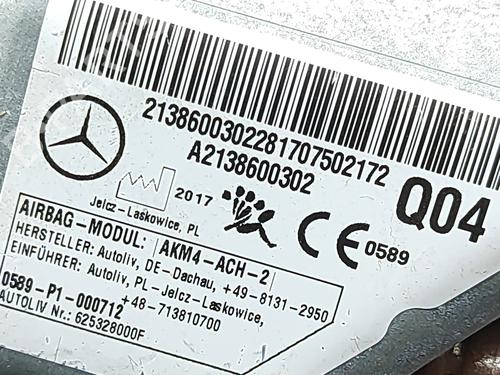 2138600302281707502172
A2138600302
Q04
2017
Jelcz-Laskowice, PL
CE 0589
AIRBAG-MODUL: AKM4-ACH-2
HERSTELLER: Autoliv, DE-Dachau, +49-8131-2950
EINFÜHRER: Autoliv, PL-Jelcz-Laskowice,
+48-713810700
0589-P1-000712
AUTOLIV Nr.: 625328000F